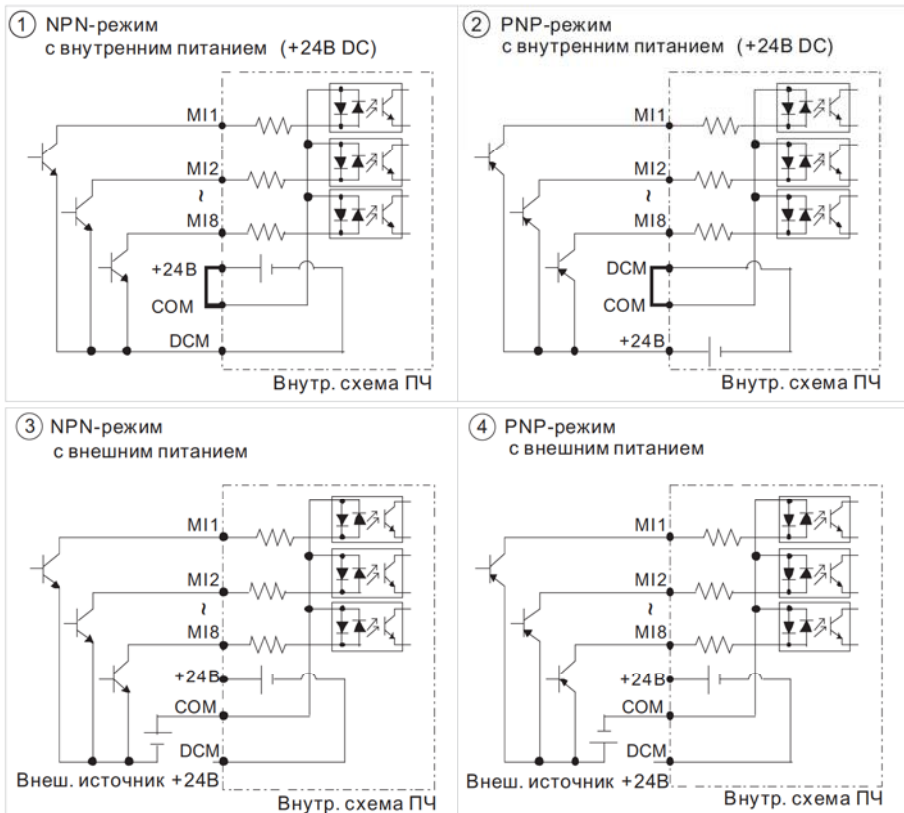 1 NPN-режим
с внутренним питанием (+24В DC)
MI1
MI2
~
MI8
+24В
COM
DCM
Внутр. схема ПЧ
2 PNP-режим
с внутренним питанием (+24В DC)
MI1
MI2
~
MI8
DCM
COM
+24В
Внутр. схема ПЧ
3 NPN-режим
с внешним питанием
MI1
MI2
~
MI8
+24В
COM
DCM
Внеш. источник +24В
Внутр. схема ПЧ
4 PNP-режим
с внешним питанием
MI1
MI2
~
MI8
+24В
COM
DCM
Внеш. источник +24В
Внутр. схема ПЧ